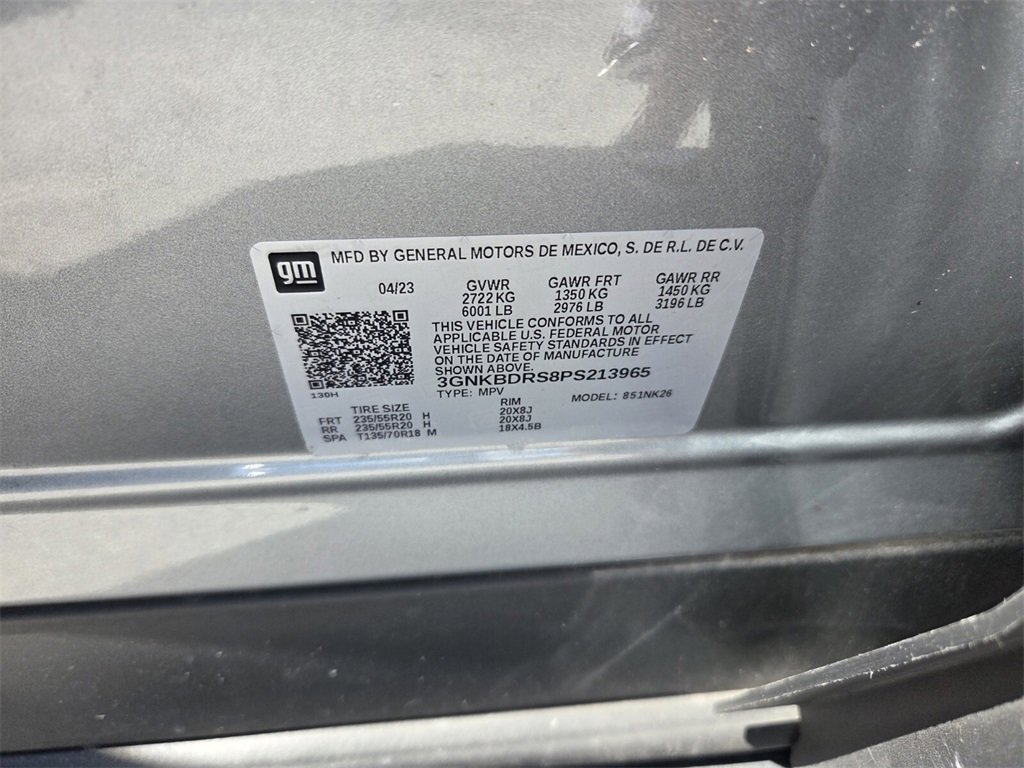 gm
MFD BY GENERAL MOTORS DE MEXICO, S. DE R.L. DE C.V.
04/23 GVWR GAWR FRT GAWR RR
2722 KG 1350 KG 1450 KG
6001 LB 2976 LB 3196 LB
THIS VEHICLE CONFORMS TO ALL
APPLICABLE U.S. FEDERAL MOTOR
VEHICLE SAFETY STANDARDS IN EFFECT
ON THE DATE OF MANUFACTURE
SHOWN ABOVE.
3GNKBDRS8PS213965
130H
TYPE: MPV MODEL: 851NK26
TIRE SIZE RIM
FRT 235/55R20 H 20X8J
RR 235/55R20 H 20X8J
SPA T135/70R18 M 18X4.5B